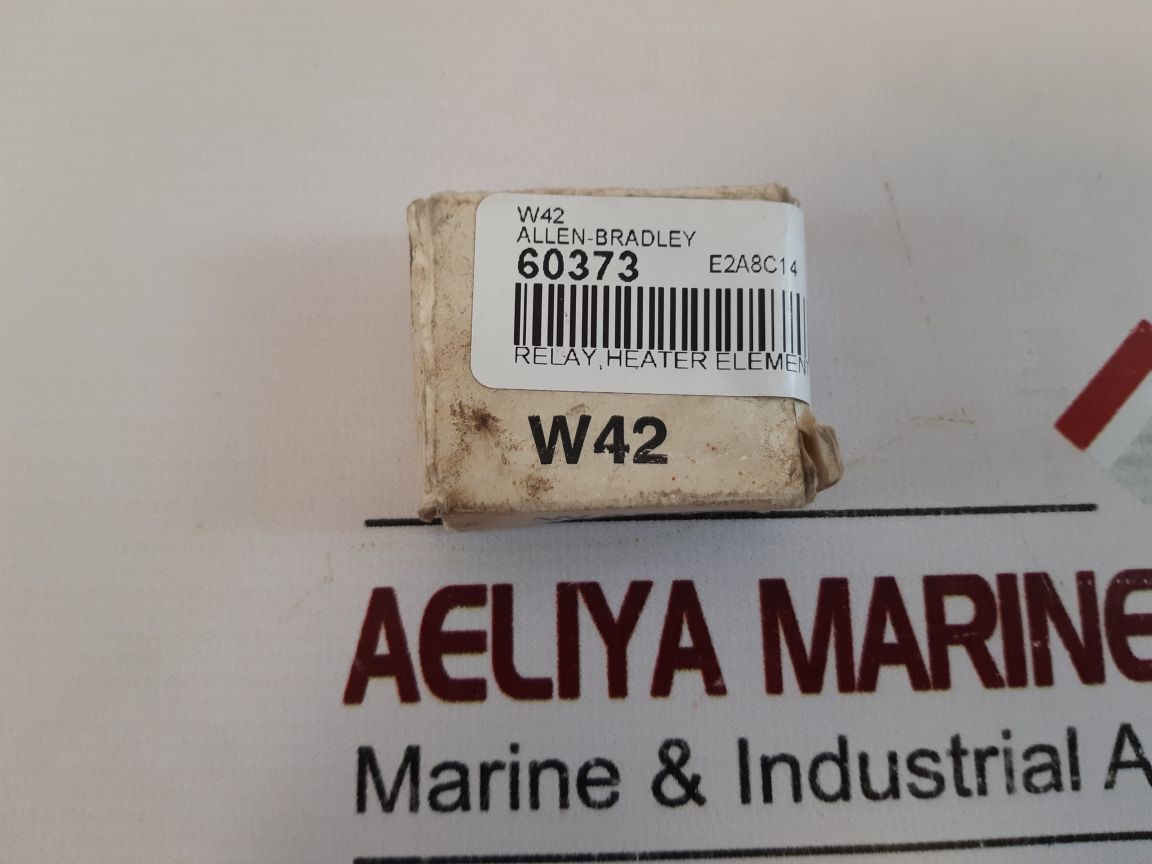 W42
ALLEN-BRADLEY
60373 E2A8C14
RELAY,HEATER ELEMENT
W42
AELIYA MARINE
Marine & Industrial A